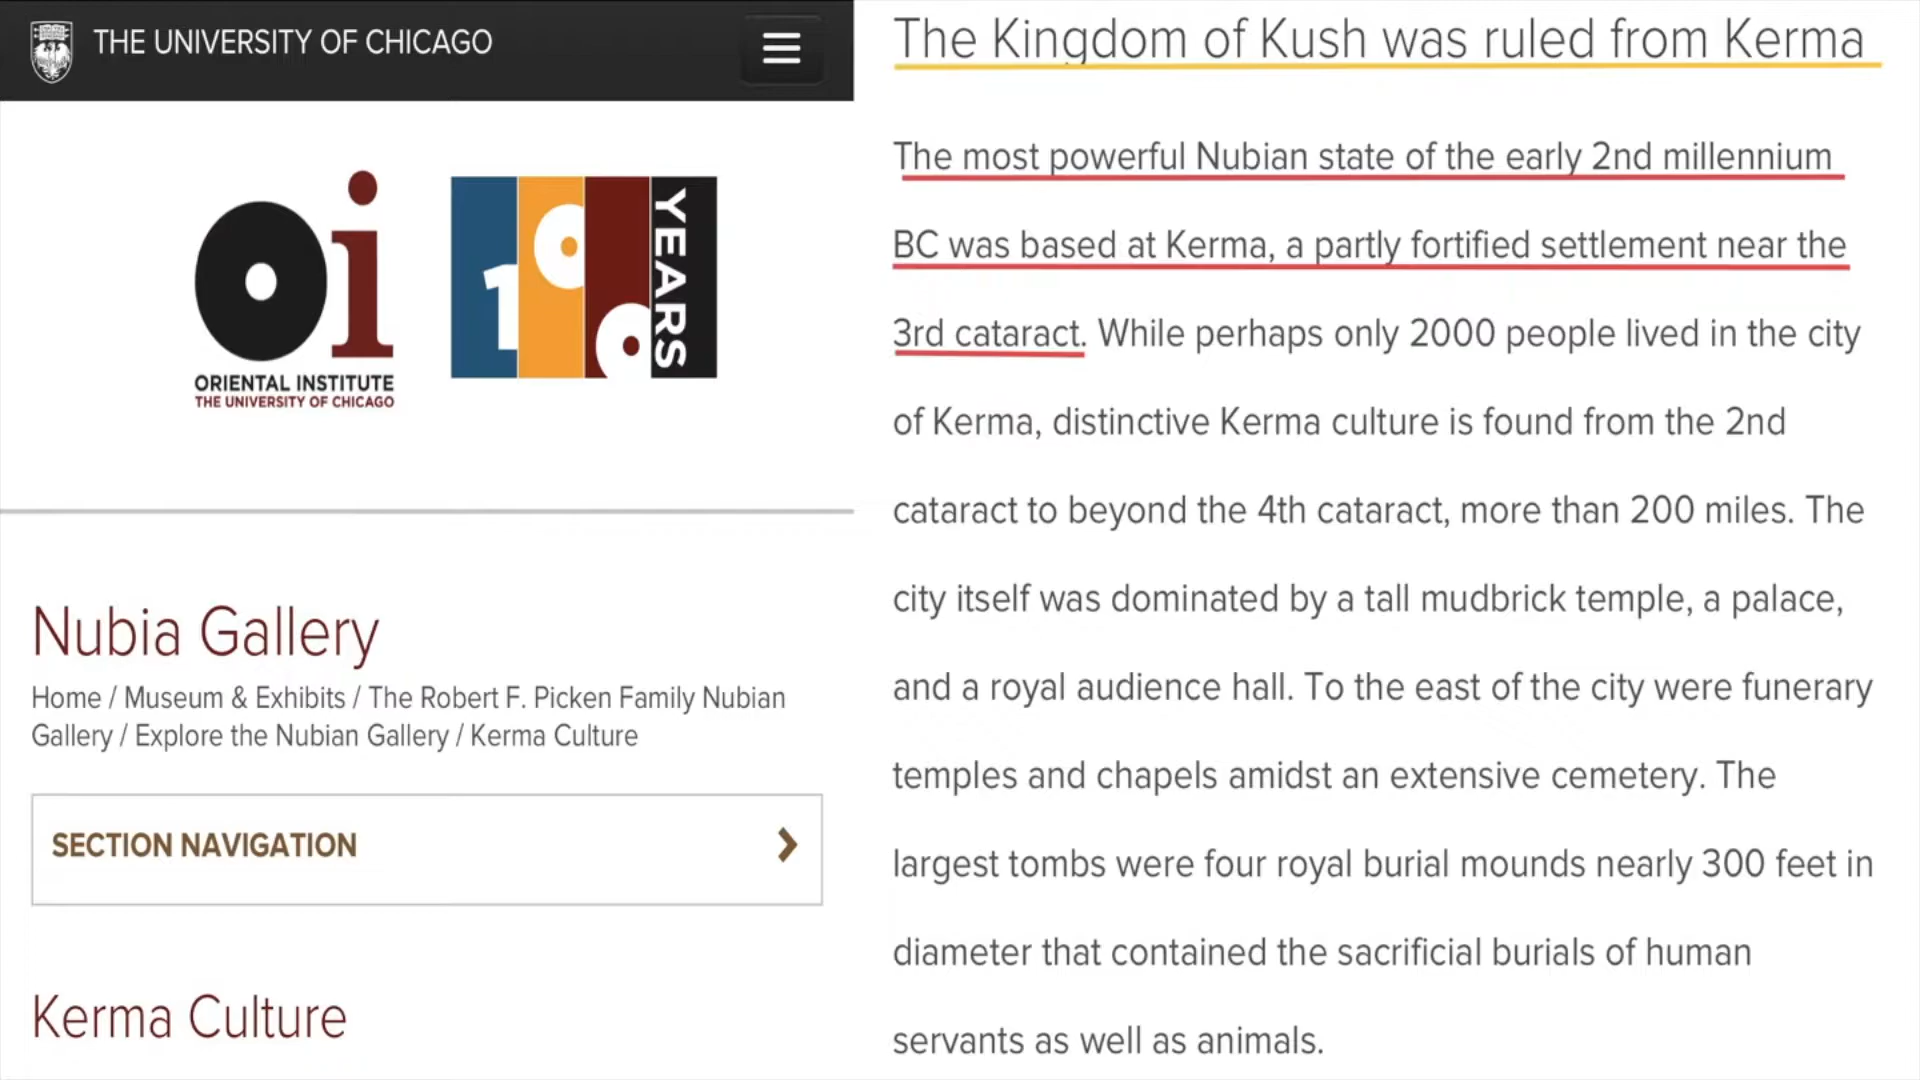 THE UNIVERSITY OF CHICAGO
oi
100
YEARS
ORIENTAL INSTITUTE
THE UNIVERSITY OF CHICAGO
Nubia Gallery
Home / Museum & Exhibits / The Robert F. Picken Family Nubian
Gallery / Explore the Nubian Gallery / Kerma Culture
SECTION NAVIGATION
Kerma Culture
The Kingdom of Kush was ruled from Kerma
The most powerful Nubian state of the early 2nd millennium
BC was based at Kerma, a partly fortified settlement near the
3rd cataract. While perhaps only 2000 people lived in the city
of Kerma, distinctive Kerma culture is found from the 2nd
cataract to beyond the 4th cataract, more than 200 miles. The
city itself was dominated by a tall mudbrick temple, a palace,
and a royal audience hall. To the east of the city were funerary
temples and chapels amidst an extensive cemetery. The
largest tombs were four royal burial mounds nearly 300 feet in
diameter that contained the sacrificial burials of human
servants as well as animals.